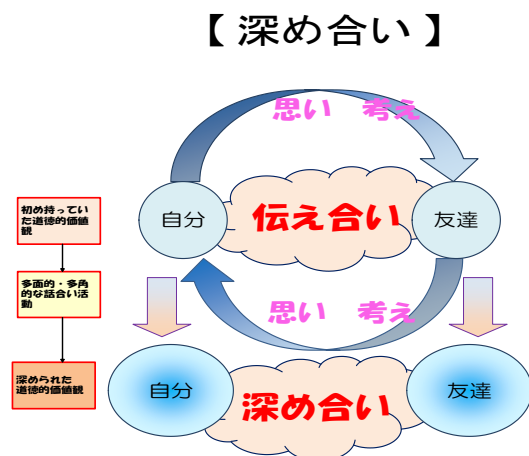 【 深め合い 】
思い　考え
初め持ってい
た道徳的価値
観
自分
伝え合い
友達
多面的・多角
的な話合い活
動
思い　考え
深められた
道徳的価値観
自分
深め合い
友達